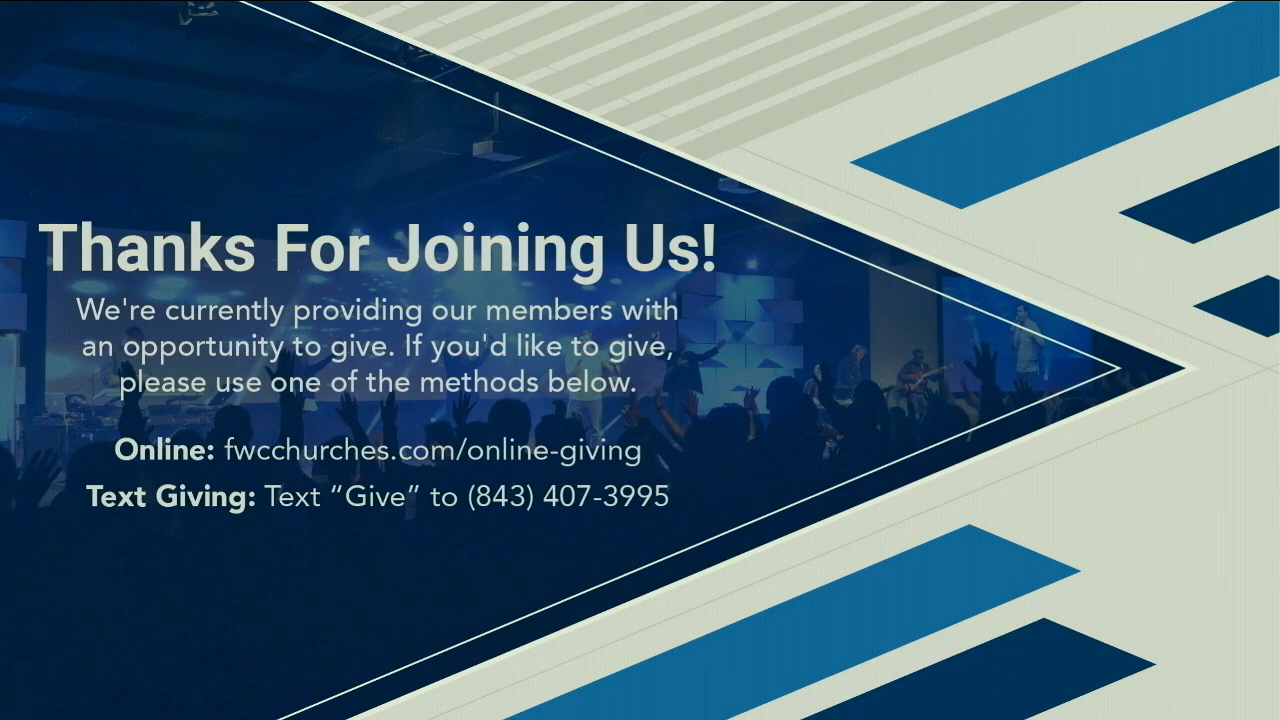 Thanks For Joining Us!
We're currently providing our members with
an opportunity to give. If you'd like to give,
please use one of the methods below.
Online: fwcchurches.com/online-giving
Text Giving: Text “Give” to (843) 407-3995